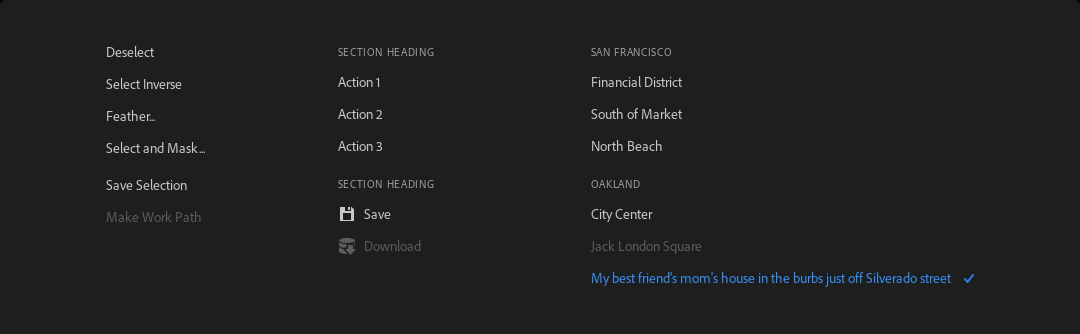 Deselect
Select Inverse
Feather...
Select and Mask...
Save Selection
Make Work Path
SECTION HEADING
Action 1
Action 2
Action 3
SECTION HEADING
Save
Download
SAN FRANCISCO
Financial District
South of Market
North Beach
OAKLAND
City Center
Jack London Square
My best friend's mom's house in the burbs just off Silverado street